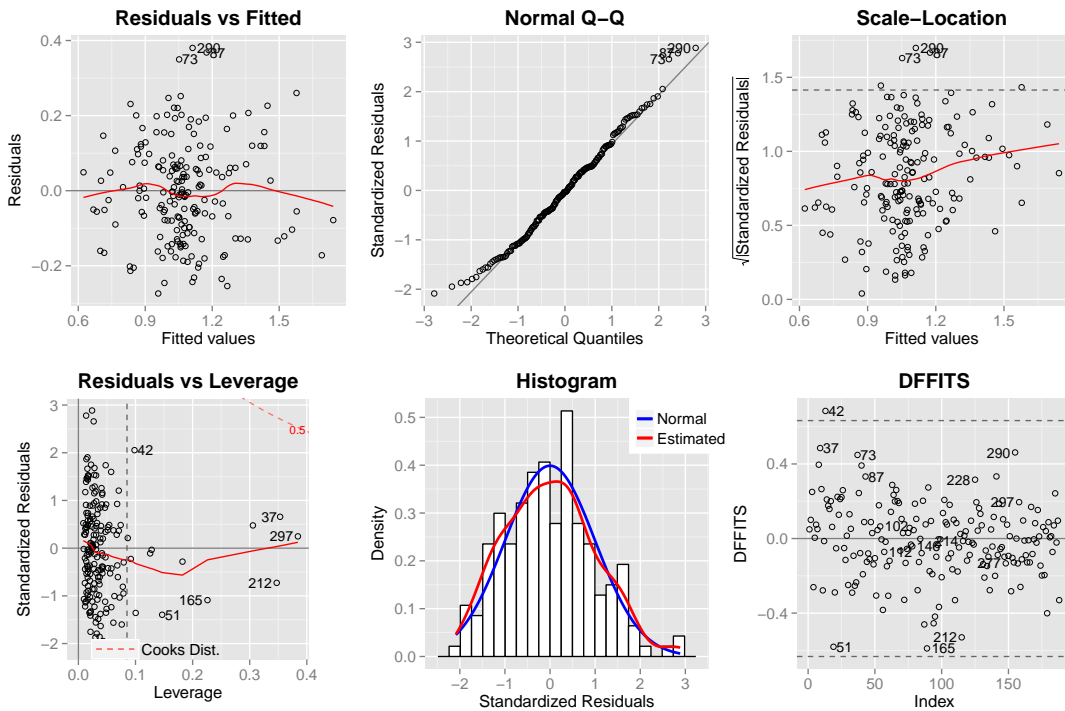 Residuals vs Fitted
Residuals
0.4
0.2
0.0
−0.2
290
87
73
0.6 0.9 1.2 1.5
Fitted values
Normal Q−Q
Standardized Residuals
3
2
1
0
−1
−2
290
87
73
−3 −2 −1 0 1 2 3
Theoretical Quantiles
Scale−Location
√|Standardized Residuals|
1.5
1.0
0.5
0.0
290
87
73
0.6 0.9 1.2 1.5
Fitted values
Residuals vs Leverage
Standardized Residuals
3
2
1
0
−1
−2
0.5
42
37
297
212
165
51
Cooks Dist.
0.0 0.1 0.2 0.3 0.4
Leverage
Histogram
Density
0.5
0.4
0.3
0.2
0.1
0.0
Normal
Estimated
−2 −1 0 1 2 3
Standardized Residuals
DFFITS
DFFITS
0.4
0.0
−0.4
42
37
73
290
87
228
297
102
214
146
212
51
165
0 50 100 150
Index